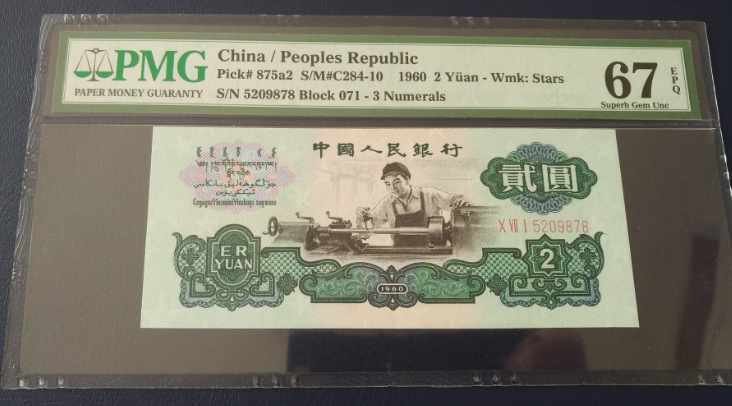 PMG
PAPER MONEY GUARANTY
China / Peoples Republic
Pick# 875a2 S/M#C284-10 1960 2 Yüan - Wmk: Stars
S/N 5209878 Block 071 - 3 Numerals
67 EPQ
Superb Gem Unc
中國人民銀行
貳圓
XⅦI 5209878
ER
YUAN
2
1960